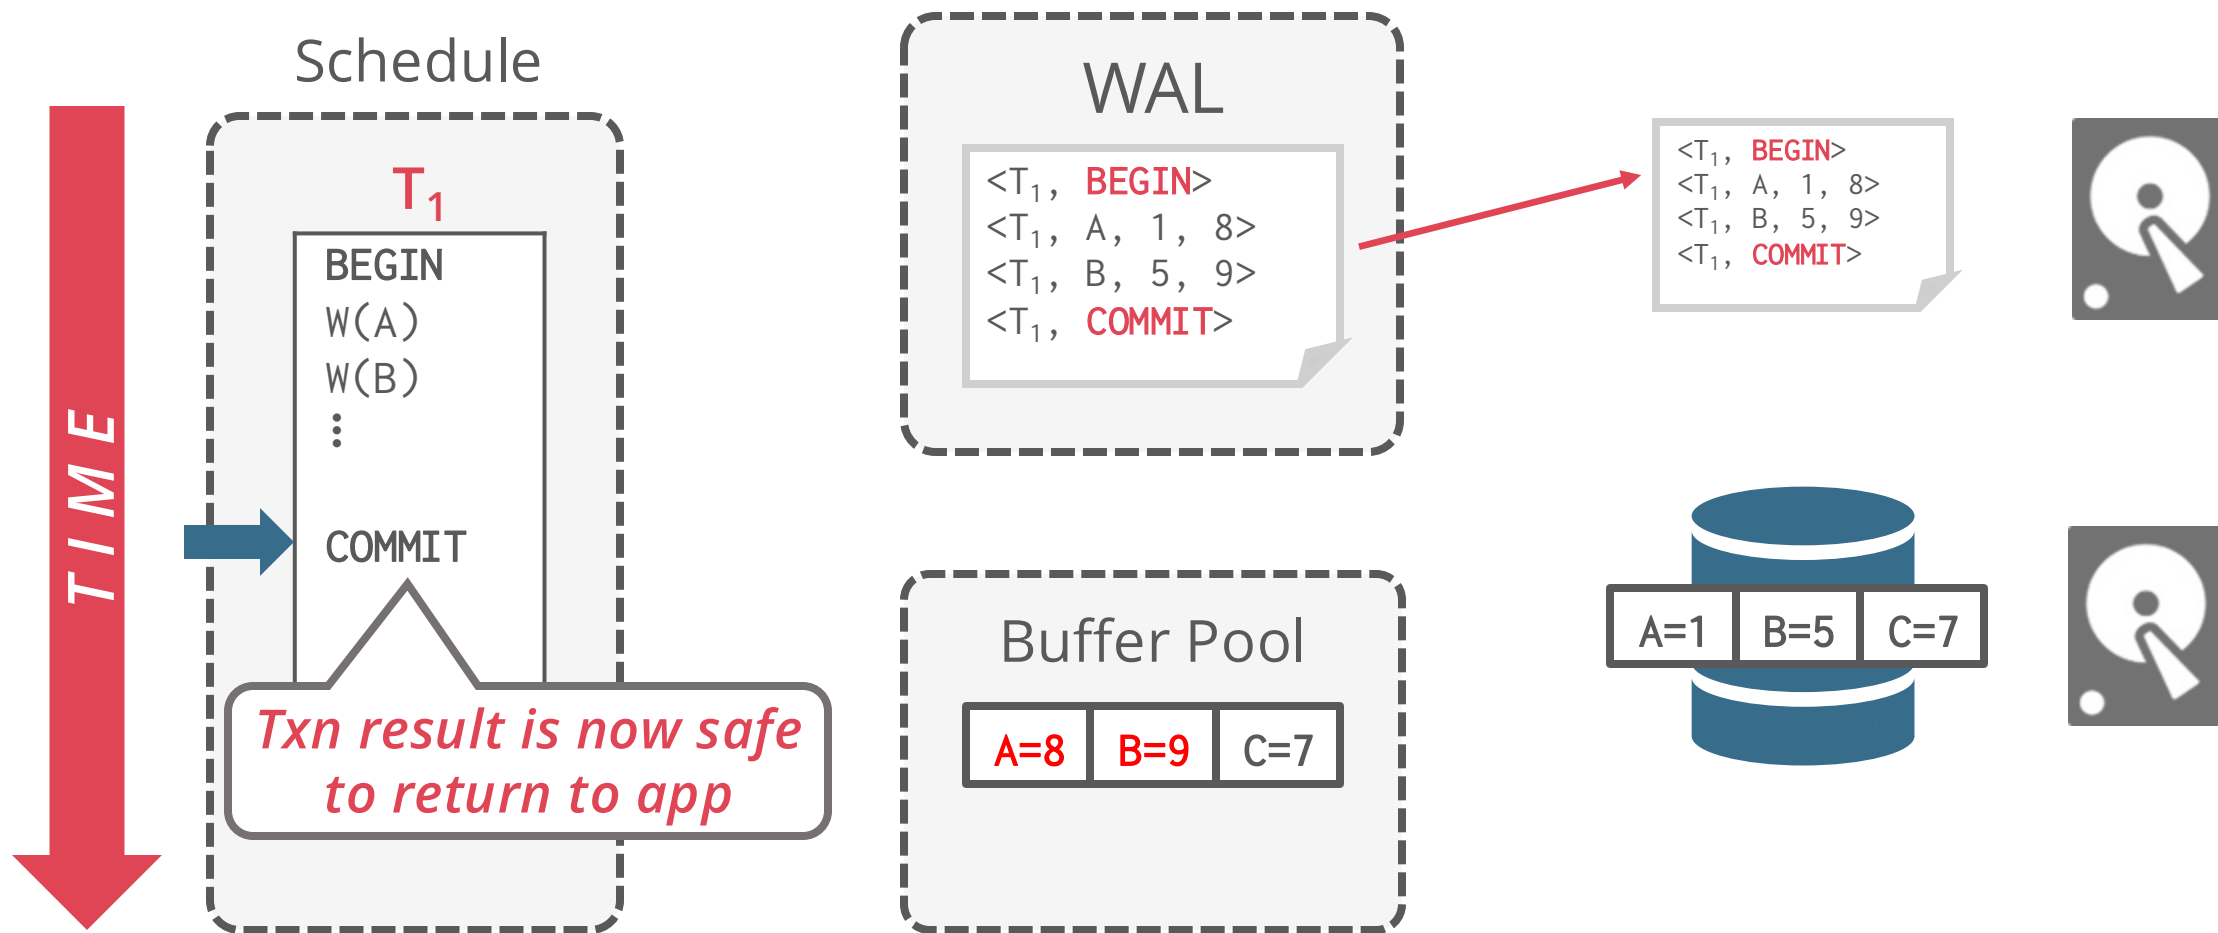 Schedule
TIME
T1
BEGIN
W(A)
W(B)
⋮
COMMIT
Txn result is now safe
to return to app
WAL
<T1, BEGIN>
<T1, A, 1, 8>
<T1, B, 5, 9>
<T1, COMMIT>
<T1, BEGIN>
<T1, A, 1, 8>
<T1, B, 5, 9>
<T1, COMMIT>
Buffer Pool
A=8 B=9 C=7
A=1 B=5 C=7